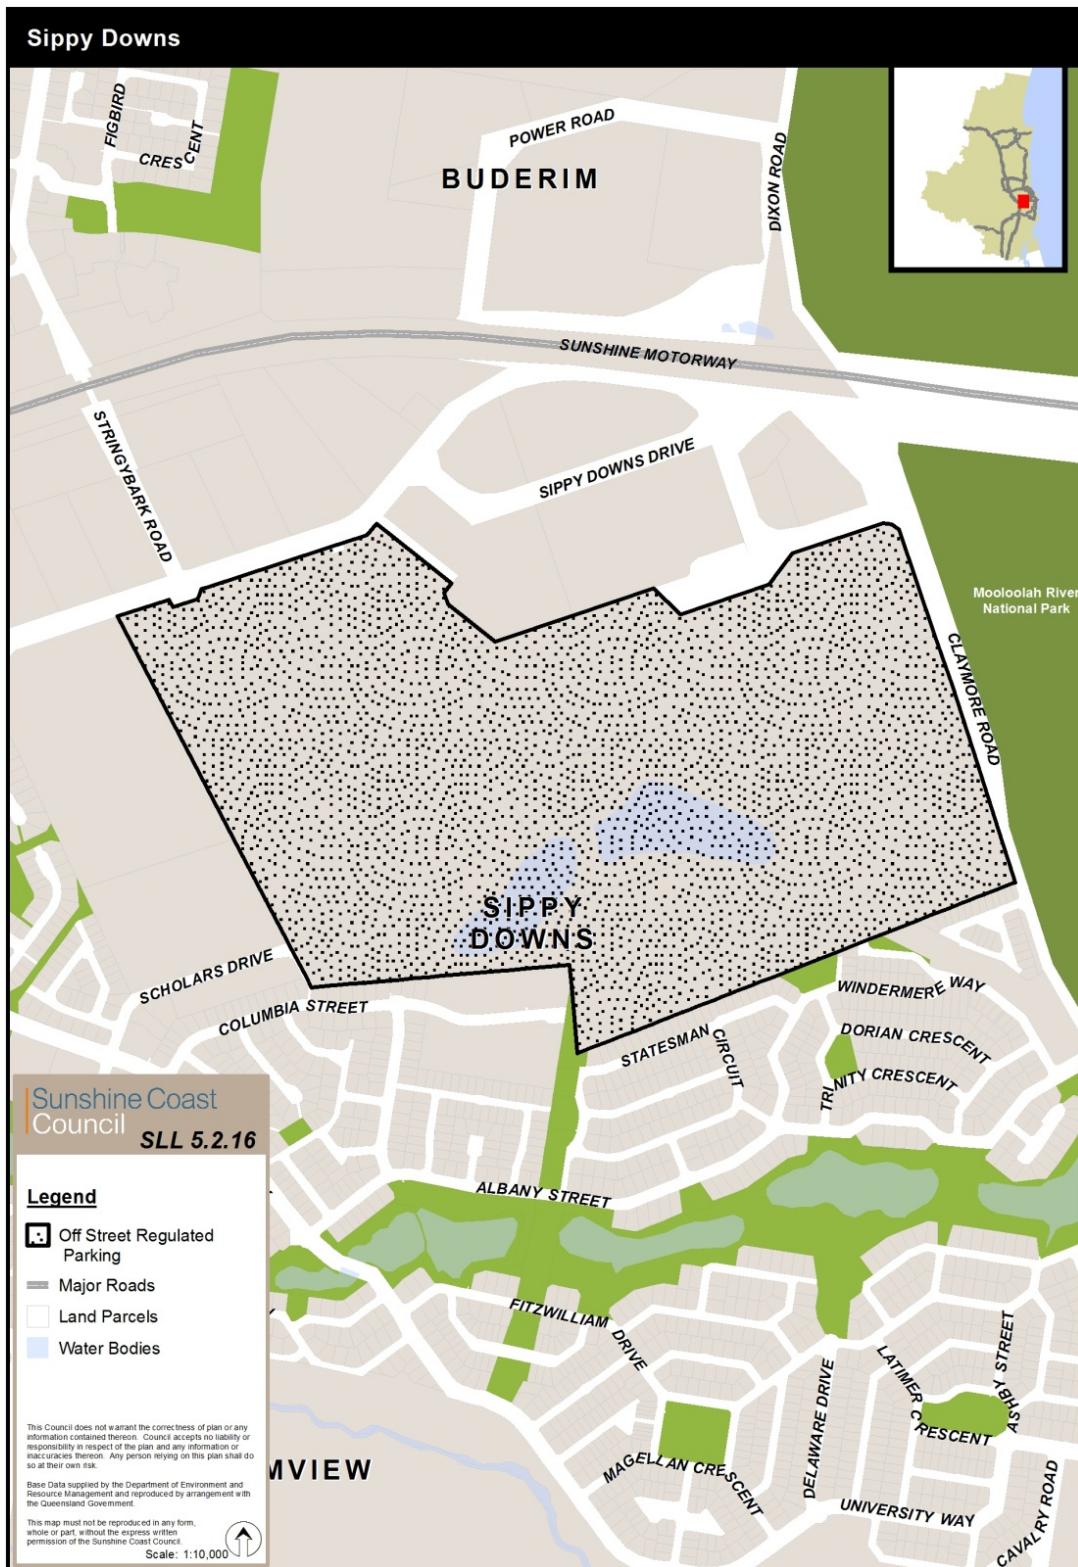 Sippy Downs
FIGBIRD
CRESCENT
POWER ROAD
BUDERIM
DIXON ROAD
SUNSHINE MOTORWAY
STRINGYBARK ROAD
SIPPY DOWNS DRIVE
Mooloolah River
National Park
CLAYMORE ROAD
SIPPY
DOWNS
SCHOLARS DRIVE
COLUMBIA STREET
WINDERMERE WAY
STATESMAN CIRCUIT
DORIAN CRESCENT
TRINITY CRESCENT
Sunshine Coast
Council
SLL 5.2.16
ALBANY STREET
Legend
Off Street Regulated
Parking
Major Roads
Land Parcels
Water Bodies
FITZWILLIAM DRIVE
LATIMER CRESCENT
ASHBY STREET
DELAWARE DRIVE
MAGELLAN CRESCENT
UNIVERSITY WAY
CAVALRY ROAD
MVIEW
This Council does not warrant the correctness of plan or any
information contained thereon. Council accepts no liability or
responsibility in respect of the plan and any information or
inaccuracies thereon. Any person relying on this plan shall do
so at their own risk.
Base Data supplied by the Department of Environment and
Resource Management and reproduced by arrangement with
the Queensland Government.
This map must not be reproduced in any form,
whole or part, without the express written
permission of the Sunshine Coast Council.
Scale: 1:10,000